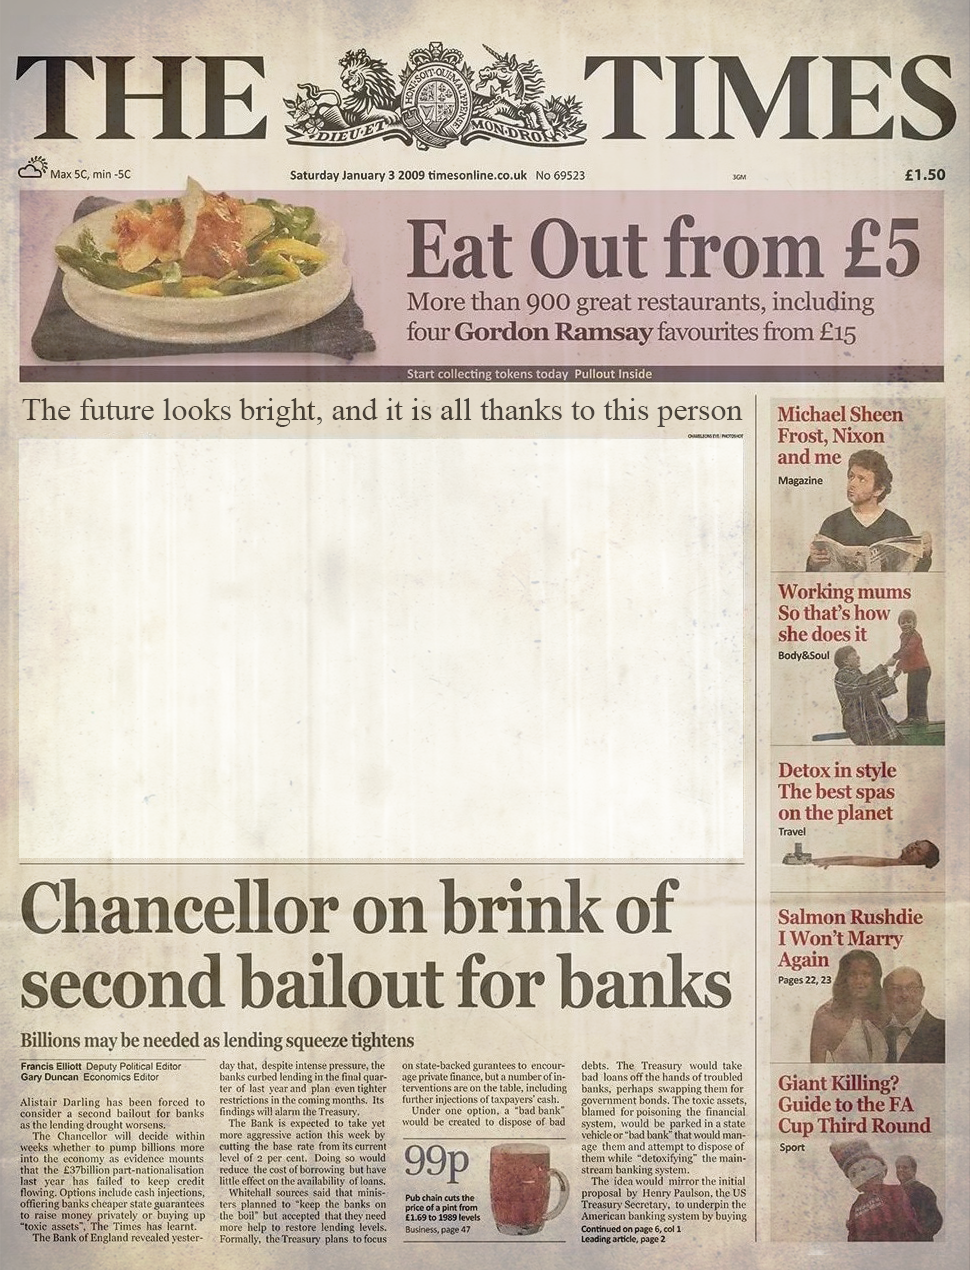 THE TIMES
HONI·SOIT·QUI·MAL·Y·PENSE
DIEU·ET MON·DROIT
Max 5C, min -5C
Saturday January 3 2009 timesonline.co.uk No 69523
3GM
£1.50
Eat Out from £5
More than 900 great restaurants, including
four Gordon Ramsay favourites from £15
Start collecting tokens today Pullout Inside
The future looks bright, and it is all thanks to this person
CHAMELEONS EYE / PHOTOSHOT
Michael Sheen
Frost, Nixon
and me
Magazine
Working mums
So that's how
she does it
Body&Soul
Detox in style
The best spas
on the planet
Travel
Salmon Rushdie
I Won't Marry
Again
Pages 22, 23
Giant Killing?
Guide to the FA
Cup Third Round
Sport
Chancellor on brink of
second bailout for banks
Billions may be needed as lending squeeze tightens
Francis Elliott Deputy Political Editor
Gary Duncan Economics Editor
Alistair Darling has been forced to
consider a second bailout for banks
as the lending drought worsens.
The Chancellor will decide within
weeks whether to pump billions more
into the economy as evidence mounts
that the £37billion part-nationalisation
last year has failed to keep credit
flowing. Options include cash injections,
offering banks cheaper state guarantees
to raise money privately or buying up
"toxic assets", The Times has learnt.
The Bank of England revealed yester-
day that, despite intense pressure, the
banks curbed lending in the final quar-
ter of last year and plan even tighter
restrictions in the coming months. Its
findings will alarm the Treasury.
The Bank is expected to take yet
more aggressive action this week by
cutting the base rate from its current
level of 2 per cent. Doing so would
reduce the cost of borrowing but have
little effect on the availability of loans.
Whitehall sources said that minis-
ters planned to "keep the banks on
the boil" but accepted that they need
more help to restore lending levels.
Formally, the Treasury plans to focus
on state-backed gurantees to encour-
age private finance, but a number of in-
terventions are on the table, including
further injections of taxpayers' cash.
Under one option, a "bad bank"
would be created to dispose of bad
99p
Pub chain cuts the
price of a pint from
£1.69 to 1989 levels
Business, page 47
debts. The Treasury would take
bad loans off the hands of troubled
banks, perhaps swapping them for
government bonds. The toxic assets,
blamed for poisoning the financial
system, would be parked in a state
vehicle or "bad bank" that would man-
age them and attempt to dispose of
them while "detoxifying" the main-
stream banking system.
The idea would mirror the initial
proposal by Henry Paulson, the US
Treasury Secretary, to underpin the
American banking system by buying
Continued on page 6, col 1
Leading article, page 2